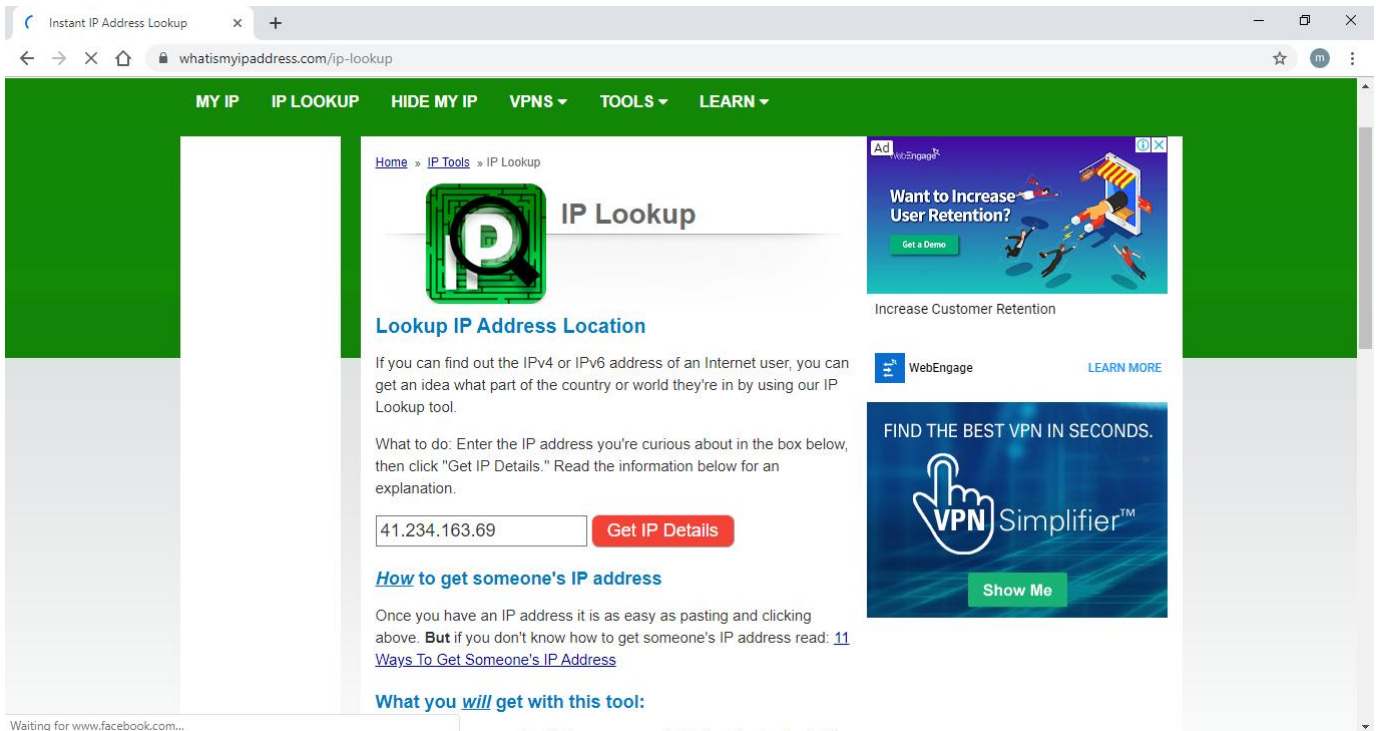 Instant IP Address Lookup
whatismyipaddress.com/ip-lookup
m
MY IP IP LOOKUP HIDE MY IP VPNS TOOLS LEARN
Home » IP Tools » IP Lookup
IP
IP Lookup
Lookup IP Address Location
If you can find out the IPv4 or IPv6 address of an Internet user, you can
get an idea what part of the country or world they're in by using our IP
Lookup tool.
What to do: Enter the IP address you're curious about in the box below,
then click "Get IP Details." Read the information below for an
explanation.
41.234.163.69 Get IP Details
How to get someone's IP address
Once you have an IP address it is as easy as pasting and clicking
above. But if you don't know how to get someone's IP address read: 11
Ways To Get Someone's IP Address
What you will get with this tool:
Ad WebEngage
Want to Increase
User Retention?
Get a Demo
Increase Customer Retention
WebEngage LEARN MORE
FIND THE BEST VPN IN SECONDS.
VPN Simplifier™
Show Me
Waiting for www.facebook.com...